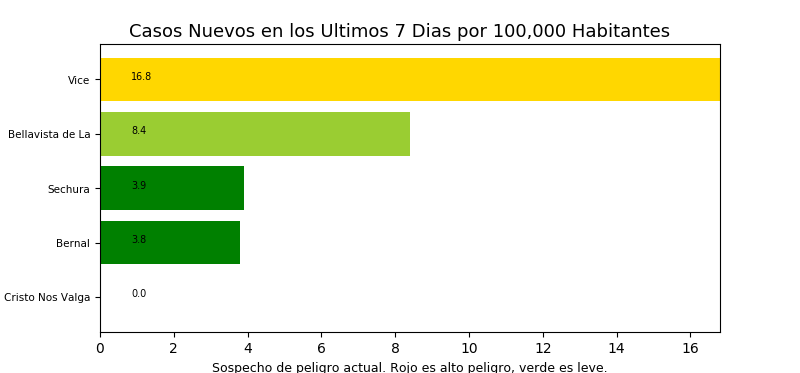 Casos Nuevos en los Ultimos 7 Dias por 100,000 Habitantes
Vice 16.8
Bellavista de La 8.4
Sechura 3.9
Bernal 3.8
Cristo Nos Valga 0.0
0 2 4 6 8 10 12 14 16
Sospecho de peligro actual. Rojo es alto peligro, verde es leve.